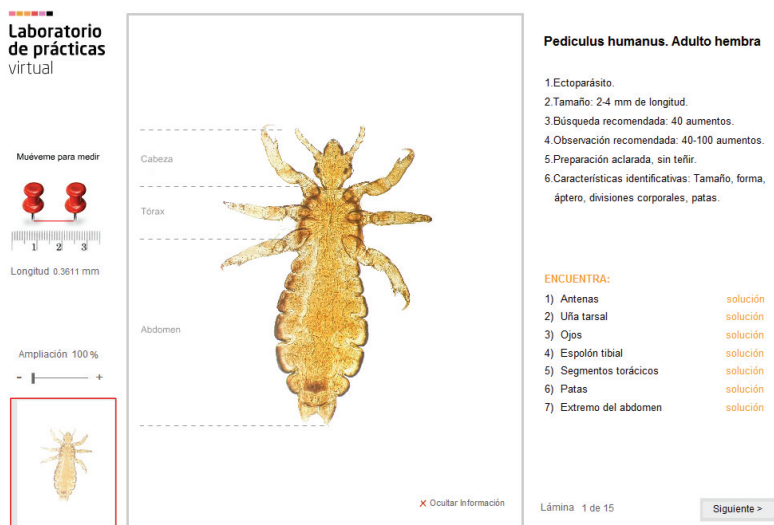 Laboratorio
de prácticas
virtual
Muéveme para medir
1 2 3
Longitud 0.3611 mm
Ampliación 100 %
- +
Cabeza
Tórax
Abdomen
X Ocultar Información
Pediculus humanus. Adulto hembra
1.Ectoparásito.
2.Tamaño: 2-4 mm de longitud.
3.Búsqueda recomendada: 40 aumentos.
4.Observación recomendada: 40-100 aumentos.
5.Preparación aclarada, sin teñir.
6.Características identificativas: Tamaño, forma,
áptero, divisiones corporales, patas.
ENCUENTRA:
1) Antenas solución
2) Uña tarsal solución
3) Ojos solución
4) Espolón tibial solución
5) Segmentos torácicos solución
6) Patas solución
7) Extremo del abdomen solución
Lámina 1 de 15
Siguiente >